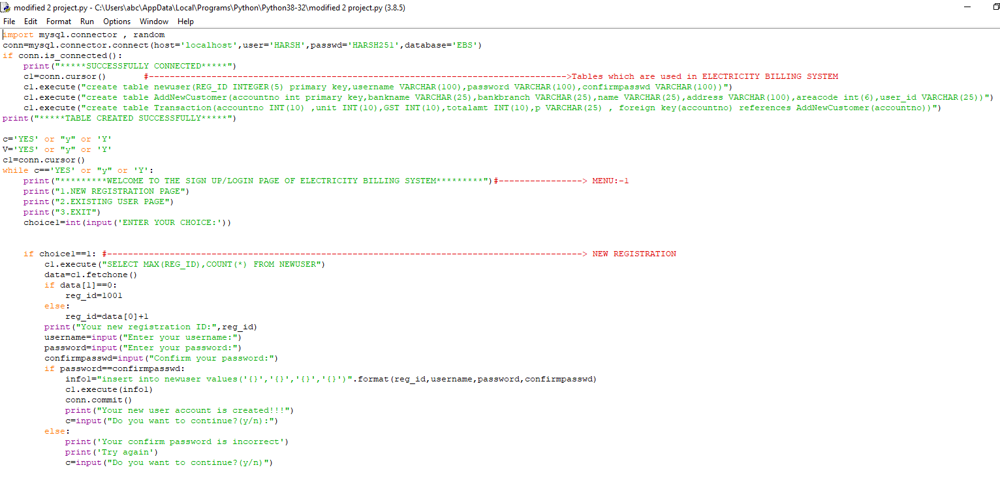 modified 2 project.py - C:\Users\abc\AppData\Local\Programs\Python\Python38-32\modified 2 project.py (3.8.5)
File Edit Format Run Options Window Help
import mysql.connector , random
conn=mysql.connector.connect(host='localhost',user='HARSH',passwd='HARSH251',database='EBS')
if conn.is_connected():
    print("*****SUCCESSFULLY CONNECTED*****")
    c1=conn.cursor()       #--------------------------------------------------------------------------------->Tables which are used in ELECTRICITY BILLING SYSTEM
    c1.execute("create table newuser(REG_ID INTEGER(5) primary key,username VARCHAR(100),password VARCHAR(100),confirmpasswd VARCHAR(100))")
    c1.execute("create table AddNewCustomer(accountno int primary key,bankname VARCHAR(25),bankbranch VARCHAR(25),name VARCHAR(25),address VARCHAR(100),areacode int(6),user_id VARCHAR(25))")
    c1.execute("create table Transaction(accountno INT(10) ,unit INT(10),GST INT(10),totalamt INT(10),p VARCHAR(25) , foreign key(accountno) references AddNewCustomer(accountno))")
print("*****TABLE CREATED SUCCESSFULLY*****")
c='YES' or "y" or 'Y'
V='YES' or "y" or 'Y'
c1=conn.cursor()
while c=='YES' or "y" or 'Y':
    print("*********WELCOME TO THE SIGN UP/LOGIN PAGE OF ELECTRICITY BILLING SYSTEM*********")#----------------> MENU:-1
    print("1.NEW REGISTRATION PAGE")
    print("2.EXISTING USER PAGE")
    print("3.EXIT")
    choice1=int(input('ENTER YOUR CHOICE:'))
    if choice1==1: #--------------------------------------------------------------------------------------------> NEW REGISTRATION
        c1.execute("SELECT MAX(REG_ID),COUNT(*) FROM NEWUSER")
        data=c1.fetchone()
        if data[1]==0:
            reg_id=1001
        else:
            reg_id=data[0]+1
        print("Your new registration ID:",reg_id)
        username=input("Enter your username:")
        password=input("Enter your password:")
        confirmpasswd=input("Confirm your password:")
        if password==confirmpasswd:
            info1="insert into newuser values('{}','{}','{}','{}')".format(reg_id,username,password,confirmpasswd)
            c1.execute(info1)
            conn.commit()
            print("Your new user account is created!!!")
            c=input("Do you want to continue?(y/n):")
        else:
            print('Your confirm password is incorrect')
            print('Try again')
            c=input("Do you want to continue?(y/n)")